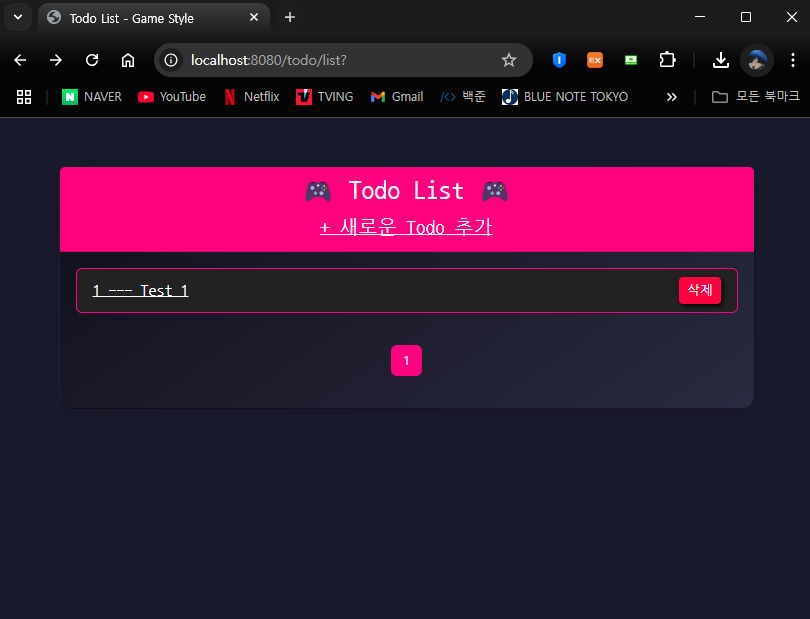 Todo List - Game Style
localhost:8080/todo/list?
NAVER YouTube Netflix TVING Gmail </> 백준 BLUE NOTE TOKYO » 모든 북마크
🎮 Todo List 🎮
+ 새로운 Todo 추가
1 --- Test 1 삭제
1